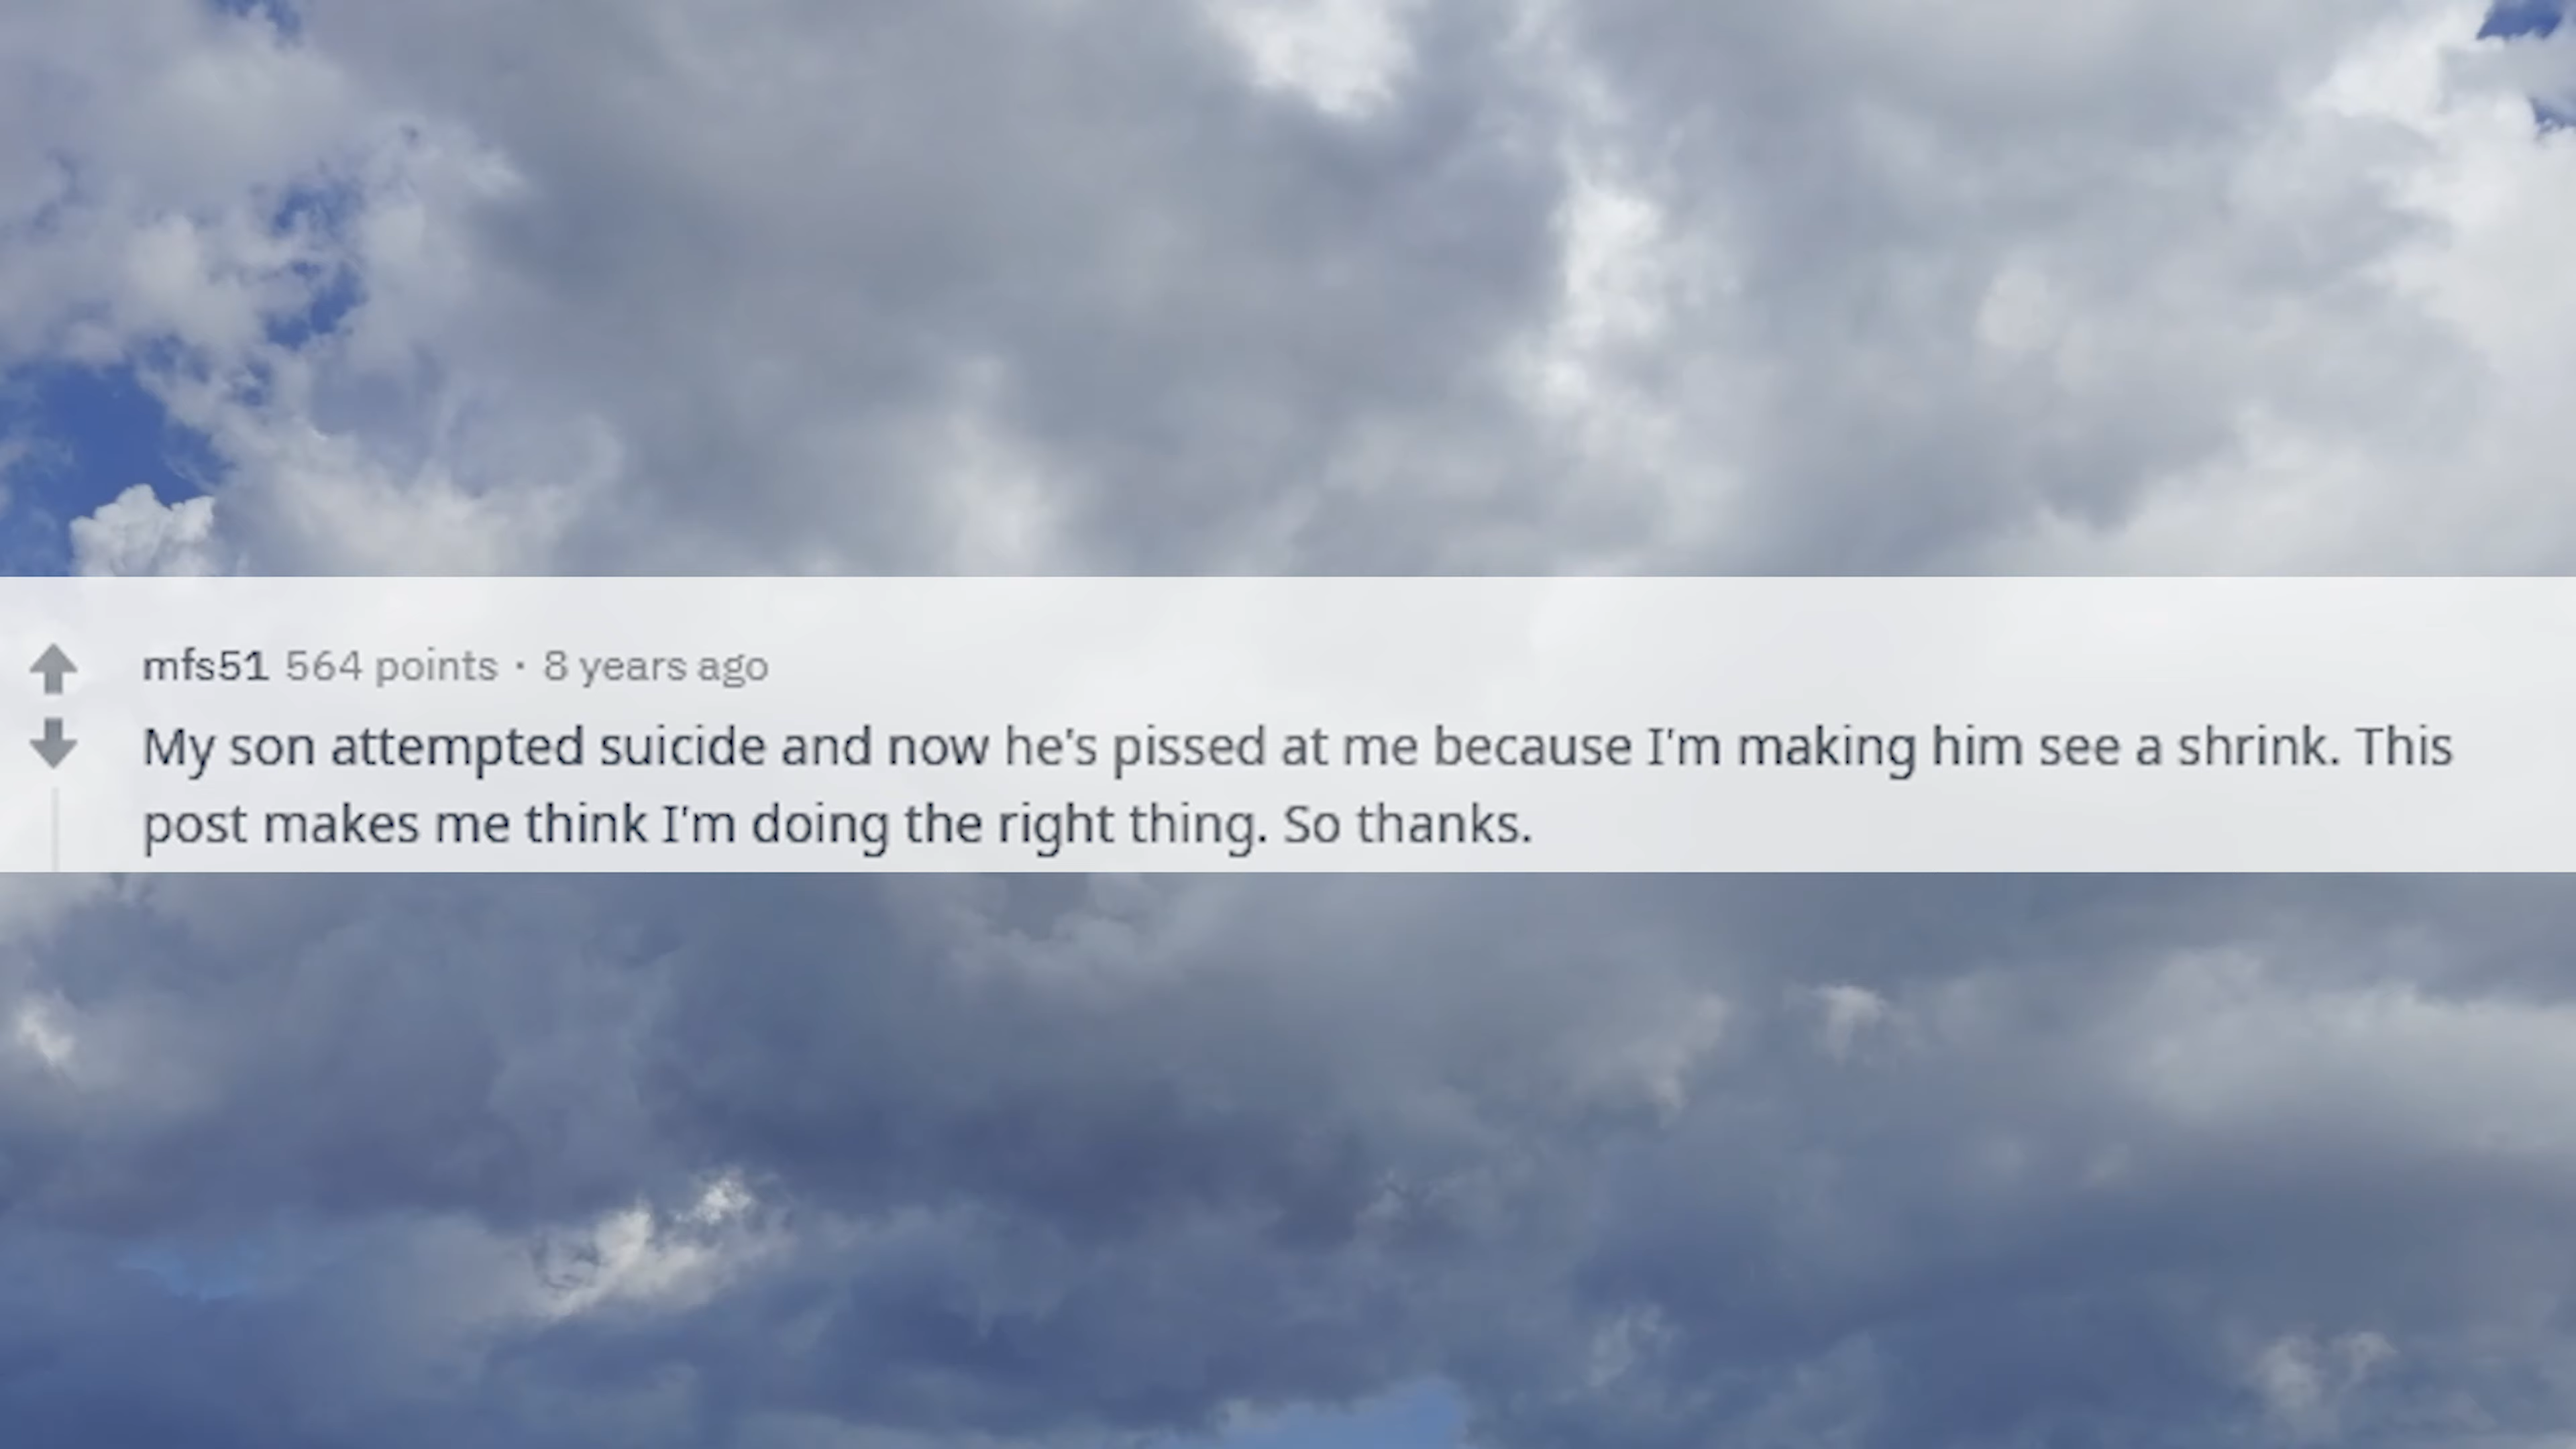 mfs51 564 points · 8 years ago
My son attempted suicide and now he's pissed at me because I'm making him see a shrink. This
post makes me think I'm doing the right thing. So thanks.